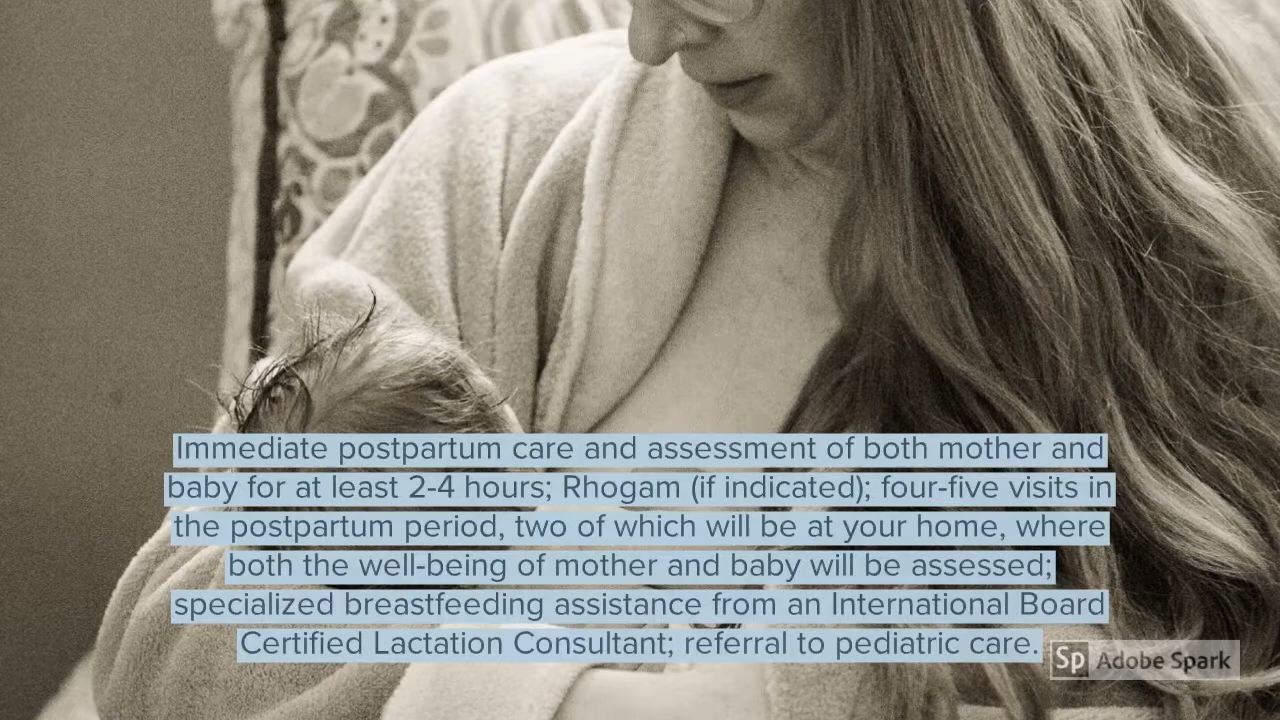 Immediate postpartum care and assessment of both mother and
baby for at least 2-4 hours; Rhogam (if indicated); four-five visits in
the postpartum period, two of which will be at your home, where
both the well-being of mother and baby will be assessed;
specialized breastfeeding assistance from an International Board
Certified Lactation Consultant; referral to pediatric care.
Sp Adobe Spark